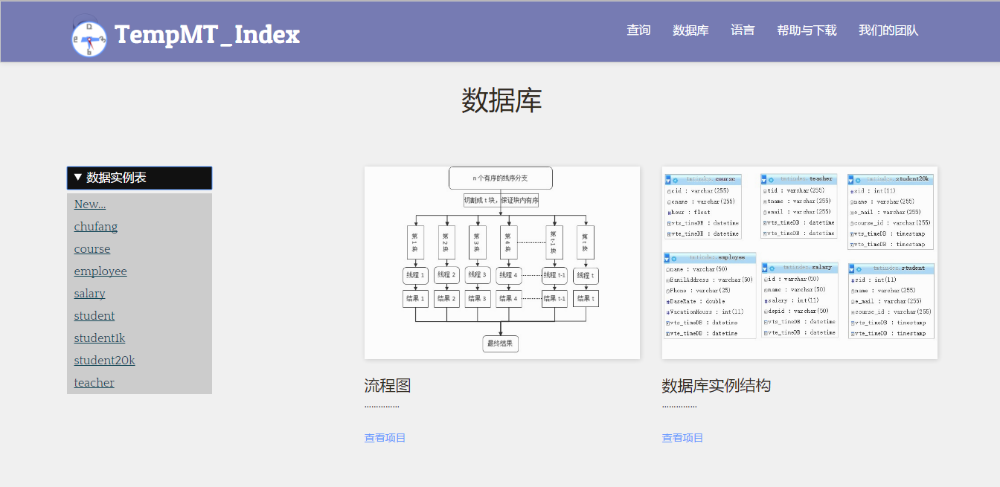 TempMT_Index
查询 数据库 语言 帮助与下载 我们的团队
数据库
▼ 数据实例表
New...
chufang
course
employee
salary
student
student1k
student20k
teacher
n 个有序的线序分支
切割成 t 块，保证块内有序
第1块 第2块 第3块 第4块 第t-1块 第t块
线程 1 线程 2 线程 3 线程 4 线程 t-1 线程 t
结果 1 结果 2 结果 3 结果 4 结果 t-1 结果 t
最终结果
流程图
...............
查看项目
tmtindex.course
cid : varchar(255)
cname : varchar(255)
#hour : float
vts_timeDB : datetime
vte_timeDB : datetime
tmtindex.teacher
tid : varchar(255)
tname : varchar(255)
email : varchar(255)
vts_timeDB : datetime
vte_timeDB : datetime
tmtindex.student20k
#sid : int(11)
name : varchar(255)
e_mail : varchar(255)
course_id : varchar(255)
vts_timeDB : timestamp
vte_timeDB : timestamp
tmtindex.employee
name : varchar(50)
EmailAddress : varchar(50)
Phone : varchar(25)
#BaseRate : double
#VacationHours : int(11)
vts_timeDB : datetime
vte_timeDB : datetime
tmtindex.salary
id : varchar(50)
name : varchar(50)
#salary : int(11)
depid : varchar(50)
vts_timeDB : datetime
vte_timeDB : datetime
tmtindex.student
#sid : int(11)
name : varchar(255)
e_mail : varchar(255)
course_id : varchar(255)
vts_timeDB : timestamp
vte_timeDB : timestamp
数据库实例结构
...............
查看项目